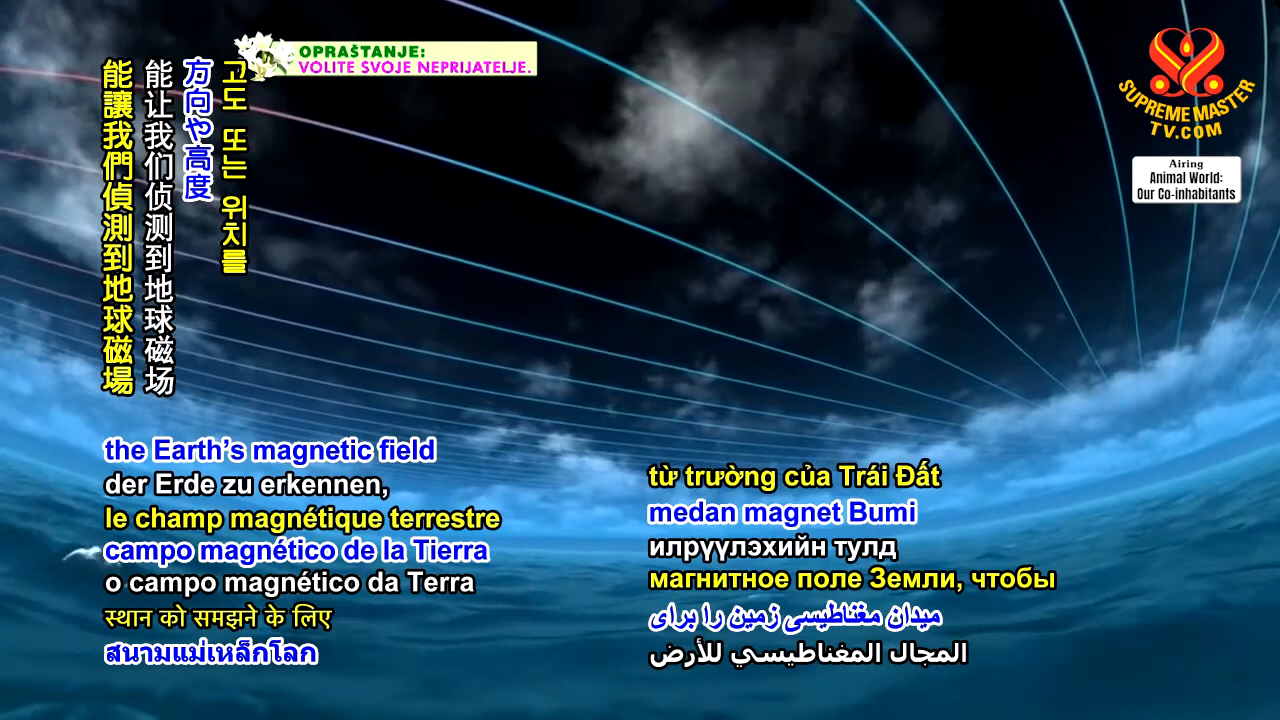 OPRAŠTANJE:
VOLITE SVOJE NEPRIJATELJE.
SUPREME MASTER
TV.COM
Airing
Animal World:
Our Co-inhabitants
고도 또는 위치를
方向や高度
能让我们侦测到地球磁场
能讓我們偵測到地球磁場
the Earth's magnetic field
der Erde zu erkennen,
le champ magnétique terrestre
campo magnético de la Tierra
o campo magnético da Terra
स्थान को समझने के लिए
สนามแม่เหล็กโลก
từ trường của Trái Đất
medan magnet Bumi
илрүүлэхийн тулд
магнитное поле Земли, чтобы
میدان مغناطیسی زمین را برای
المجال المغناطيسي للأرض